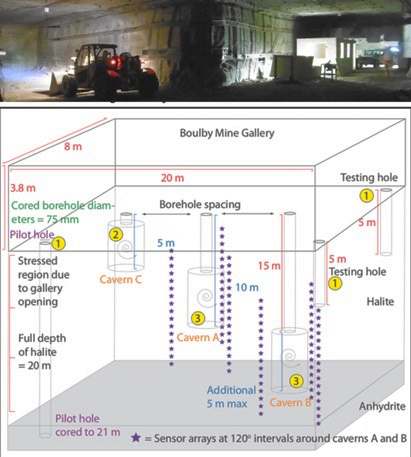 Boulby Mine Gallery
8 m
20 m
3.8 m
Testing hole
1
Cored borehole diam-
eters = 75 mm
Borehole spacing
Pilot hole
1
2
5 m
5 m
Stressed
region due
to gallery
opening
Cavern C
15 m
5 m
Testing hole
1
10 m
Halite
3
Cavern A
Full depth
of halite
= 20 m
3
Additional
5 m max
Cavern B
Anhydrite
Pilot hole
cored to 21 m
★ = Sensor arrays at 120° intervals around caverns A and B